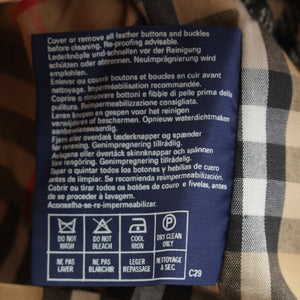 Cover or remove all leather buttons and buckles
before cleaning. Re-proofing advisable.
Lederknöpfe und -schnallen vor der Reinigung
schützen oder abtrennen. Neuimprägnierung wird
empfohlen.
Enlever ou couvrir boutons et boucles en cuir avant
nettoyage. Imperméabilisation recommandée.
Coprire o rimuovere bottoni e fibbie di pelle prima della
pulitura. Reimpermeabilizzazione consigliata.
Leren knopen en gespen voor het reinigen
verwijderen of beschermen. Opnieuw waterdichtmaken
aanbevelenswaardig.
Fjern eller overdæk læderknapper og spænder
før rensning. Genimprægnering tilrådelig.
Avlägsna eller övertäck skinnknappar och spännen
före kemtvätt. Genimpregnering tillrådlig.
Tapar o quitar todos los botones y hebillas de cuero
antes de limpiar. Se recomienda reimpermeabilización.
Cubrir ou tirar todos os botões de couro e fivelas, antes
da limpeza.
Aconselha-se-re-impermeabilizar.
DO NOT WASH
DO NOT BLEACH
COOL IRON
DRY CLEAN ONLY
NE PAS LAVER
NE PAS BLANCHIR
LEGER REPASSAGE
NETTOYAGE A SEC
C29